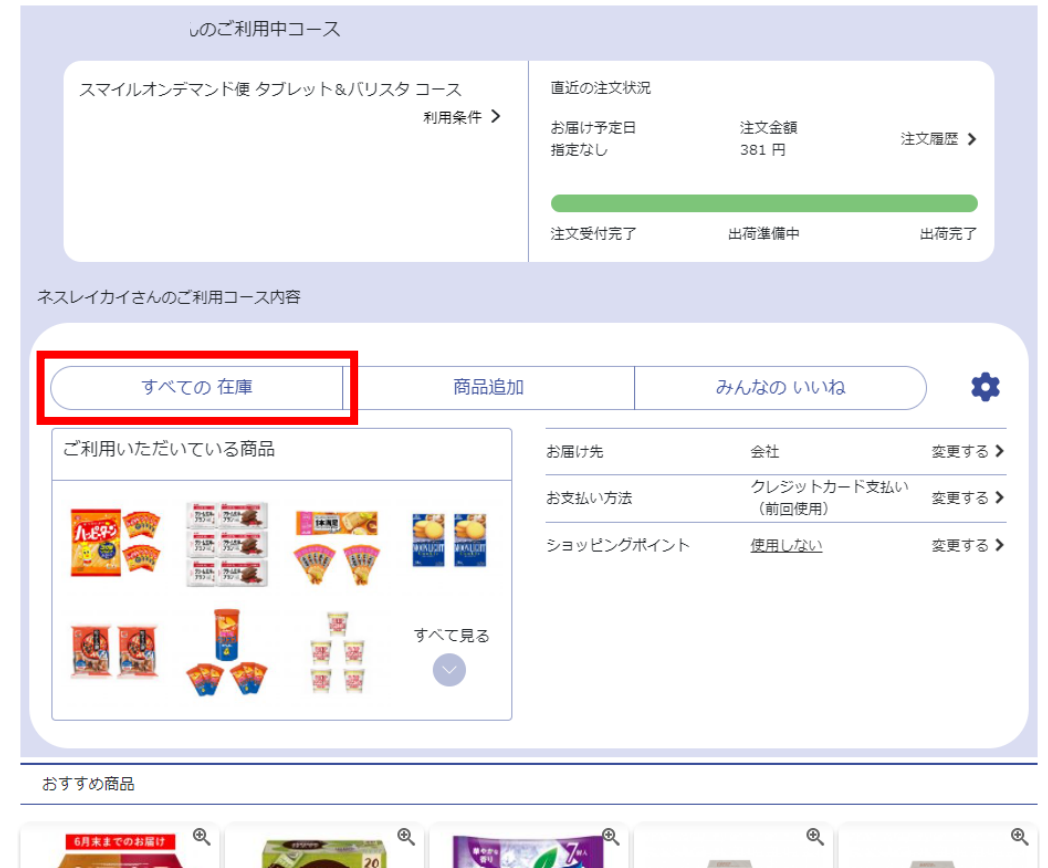 のご利用中コース
スマイルオンデマンド便 タブレット&バリスタ コース
利用条件
直近の注文状況
お届け予定日
指定なし
注文金額
381 円
注文履歴
注文受付完了
出荷準備中
出荷完了
ネスレイカイさんのご利用コース内容
すべての 在庫
商品追加
みんなの いいね
ご利用いただいている商品
MOONLIGHT
MOONLIGHT
すべて見る
お届け先
会社
変更する
お支払い方法
クレジットカード支払い
(前回使用)
変更する
ショッピングポイント
使用しない
変更する
おすすめ商品
6月末までのお届け
20
華やかな
香り